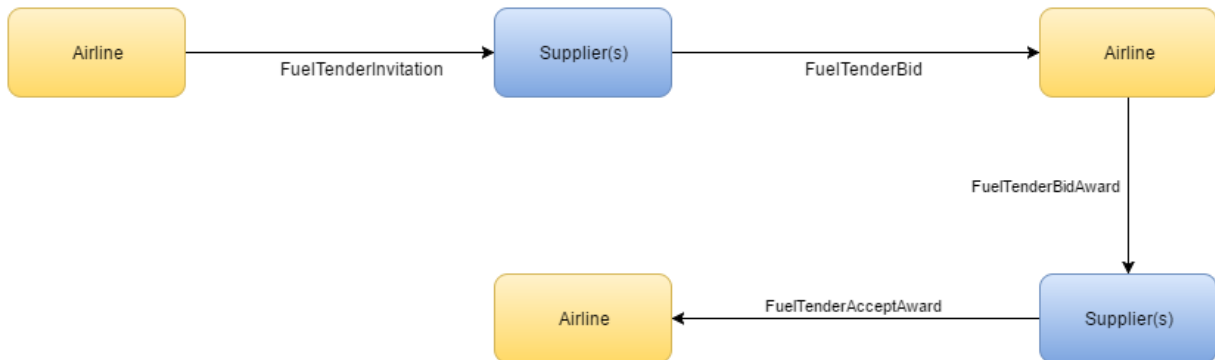 Airline
FuelTenderInvitation
Supplier(s)
FuelTenderBid
Airline
FuelTenderBidAward
Supplier(s)
FuelTenderAcceptAward
Airline